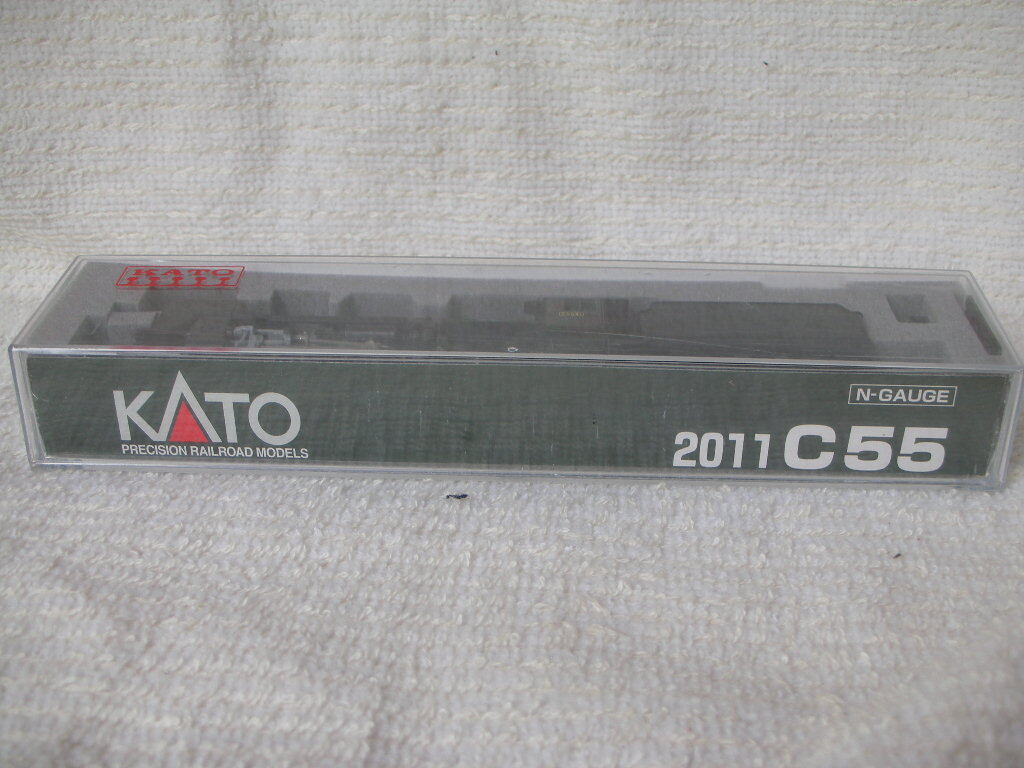 KATO
KATO
PRECISION RAILROAD MODELS
N-GAUGE
2011 C55